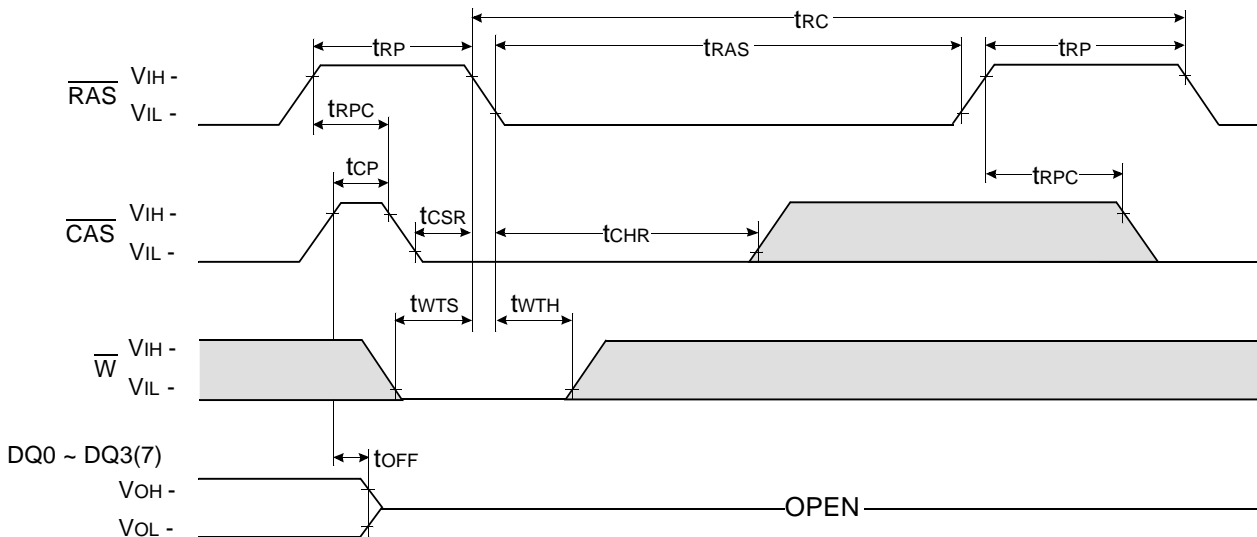 tRC
tRP
tRAS
tRP
RAS
VIH -
VIL -
tRPC
tCP
tRPC
CAS
VIH -
VIL -
tCSR
tCHR
tWTS
tWTH
W
VIH -
VIL -
DQ0 ~ DQ3(7)
tOFF
VOH -
VOL -
OPEN